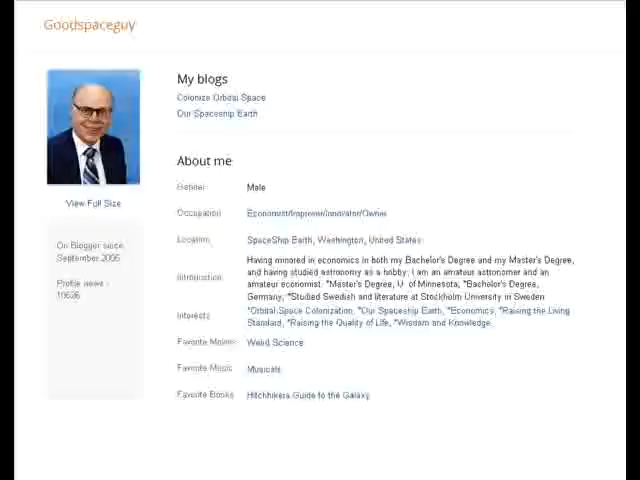 Goodspaceguy
My blogs
Colonize Orbital Space
Our Spaceship Earth
View Full Size
On Blogger since
September 2006
Profile views -
10626
About me
Gender Male
Occupation Economist/Improver/Innovator/Owner
Location SpaceShip Earth, Washington, United States
Introduction Having minored in economics in both my Bachelor's Degree and my Master's Degree,
and having studied astronomy as a hobby, I am an amateur astronomer and an
amateur economist. *Master's Degree, U. of Minnesota, *Bachelor's Degree,
Germany, *Studied Swedish and literature at Stockholm University in Sweden
Interests *Orbital Space Colonization, *Our Spaceship Earth, *Economics, *Raising the Living
Standard, *Raising the Quality of Life, *Wisdom and Knowledge.
Favorite Movies Weird Science
Favorite Music Musicals
Favorite Books Hitchhikers Guide to the Galaxy